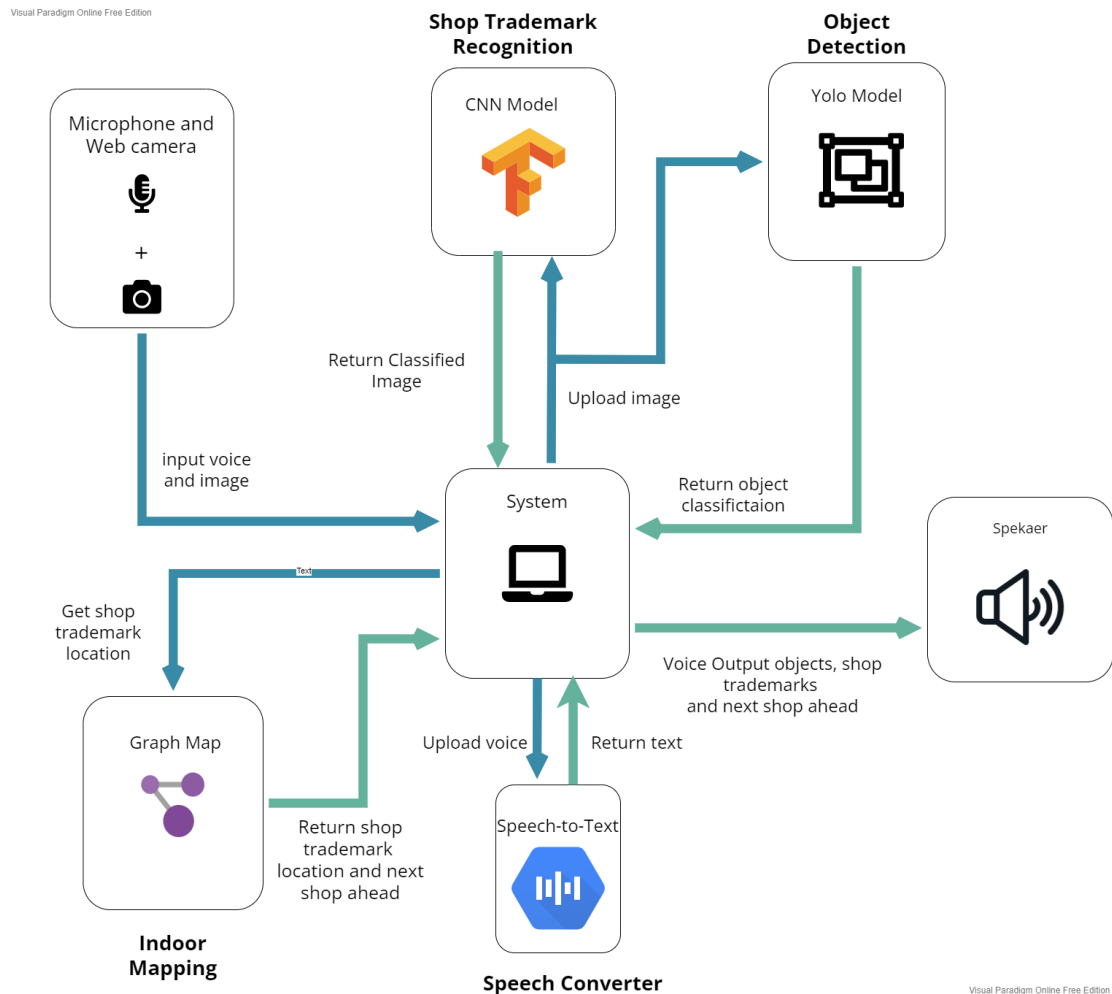 Visual Paradigm Online Free Edition
Shop Trademark
Recognition
Object
Detection
CNN Model
Yolo Model
Microphone and
Web camera
+
Return Classified
Image
Upload image
input voice
and image
System
Return object
classifictaion
Spekaer
Text
Get shop
trademark
location
Voice Output objects, shop
trademarks
and next shop ahead
Graph Map
Upload voice
Return text
Return shop
trademark
location and next
shop ahead
Speech-to-Text
Indoor
Mapping
Speech Converter
Visual Paradigm Online Free Edition